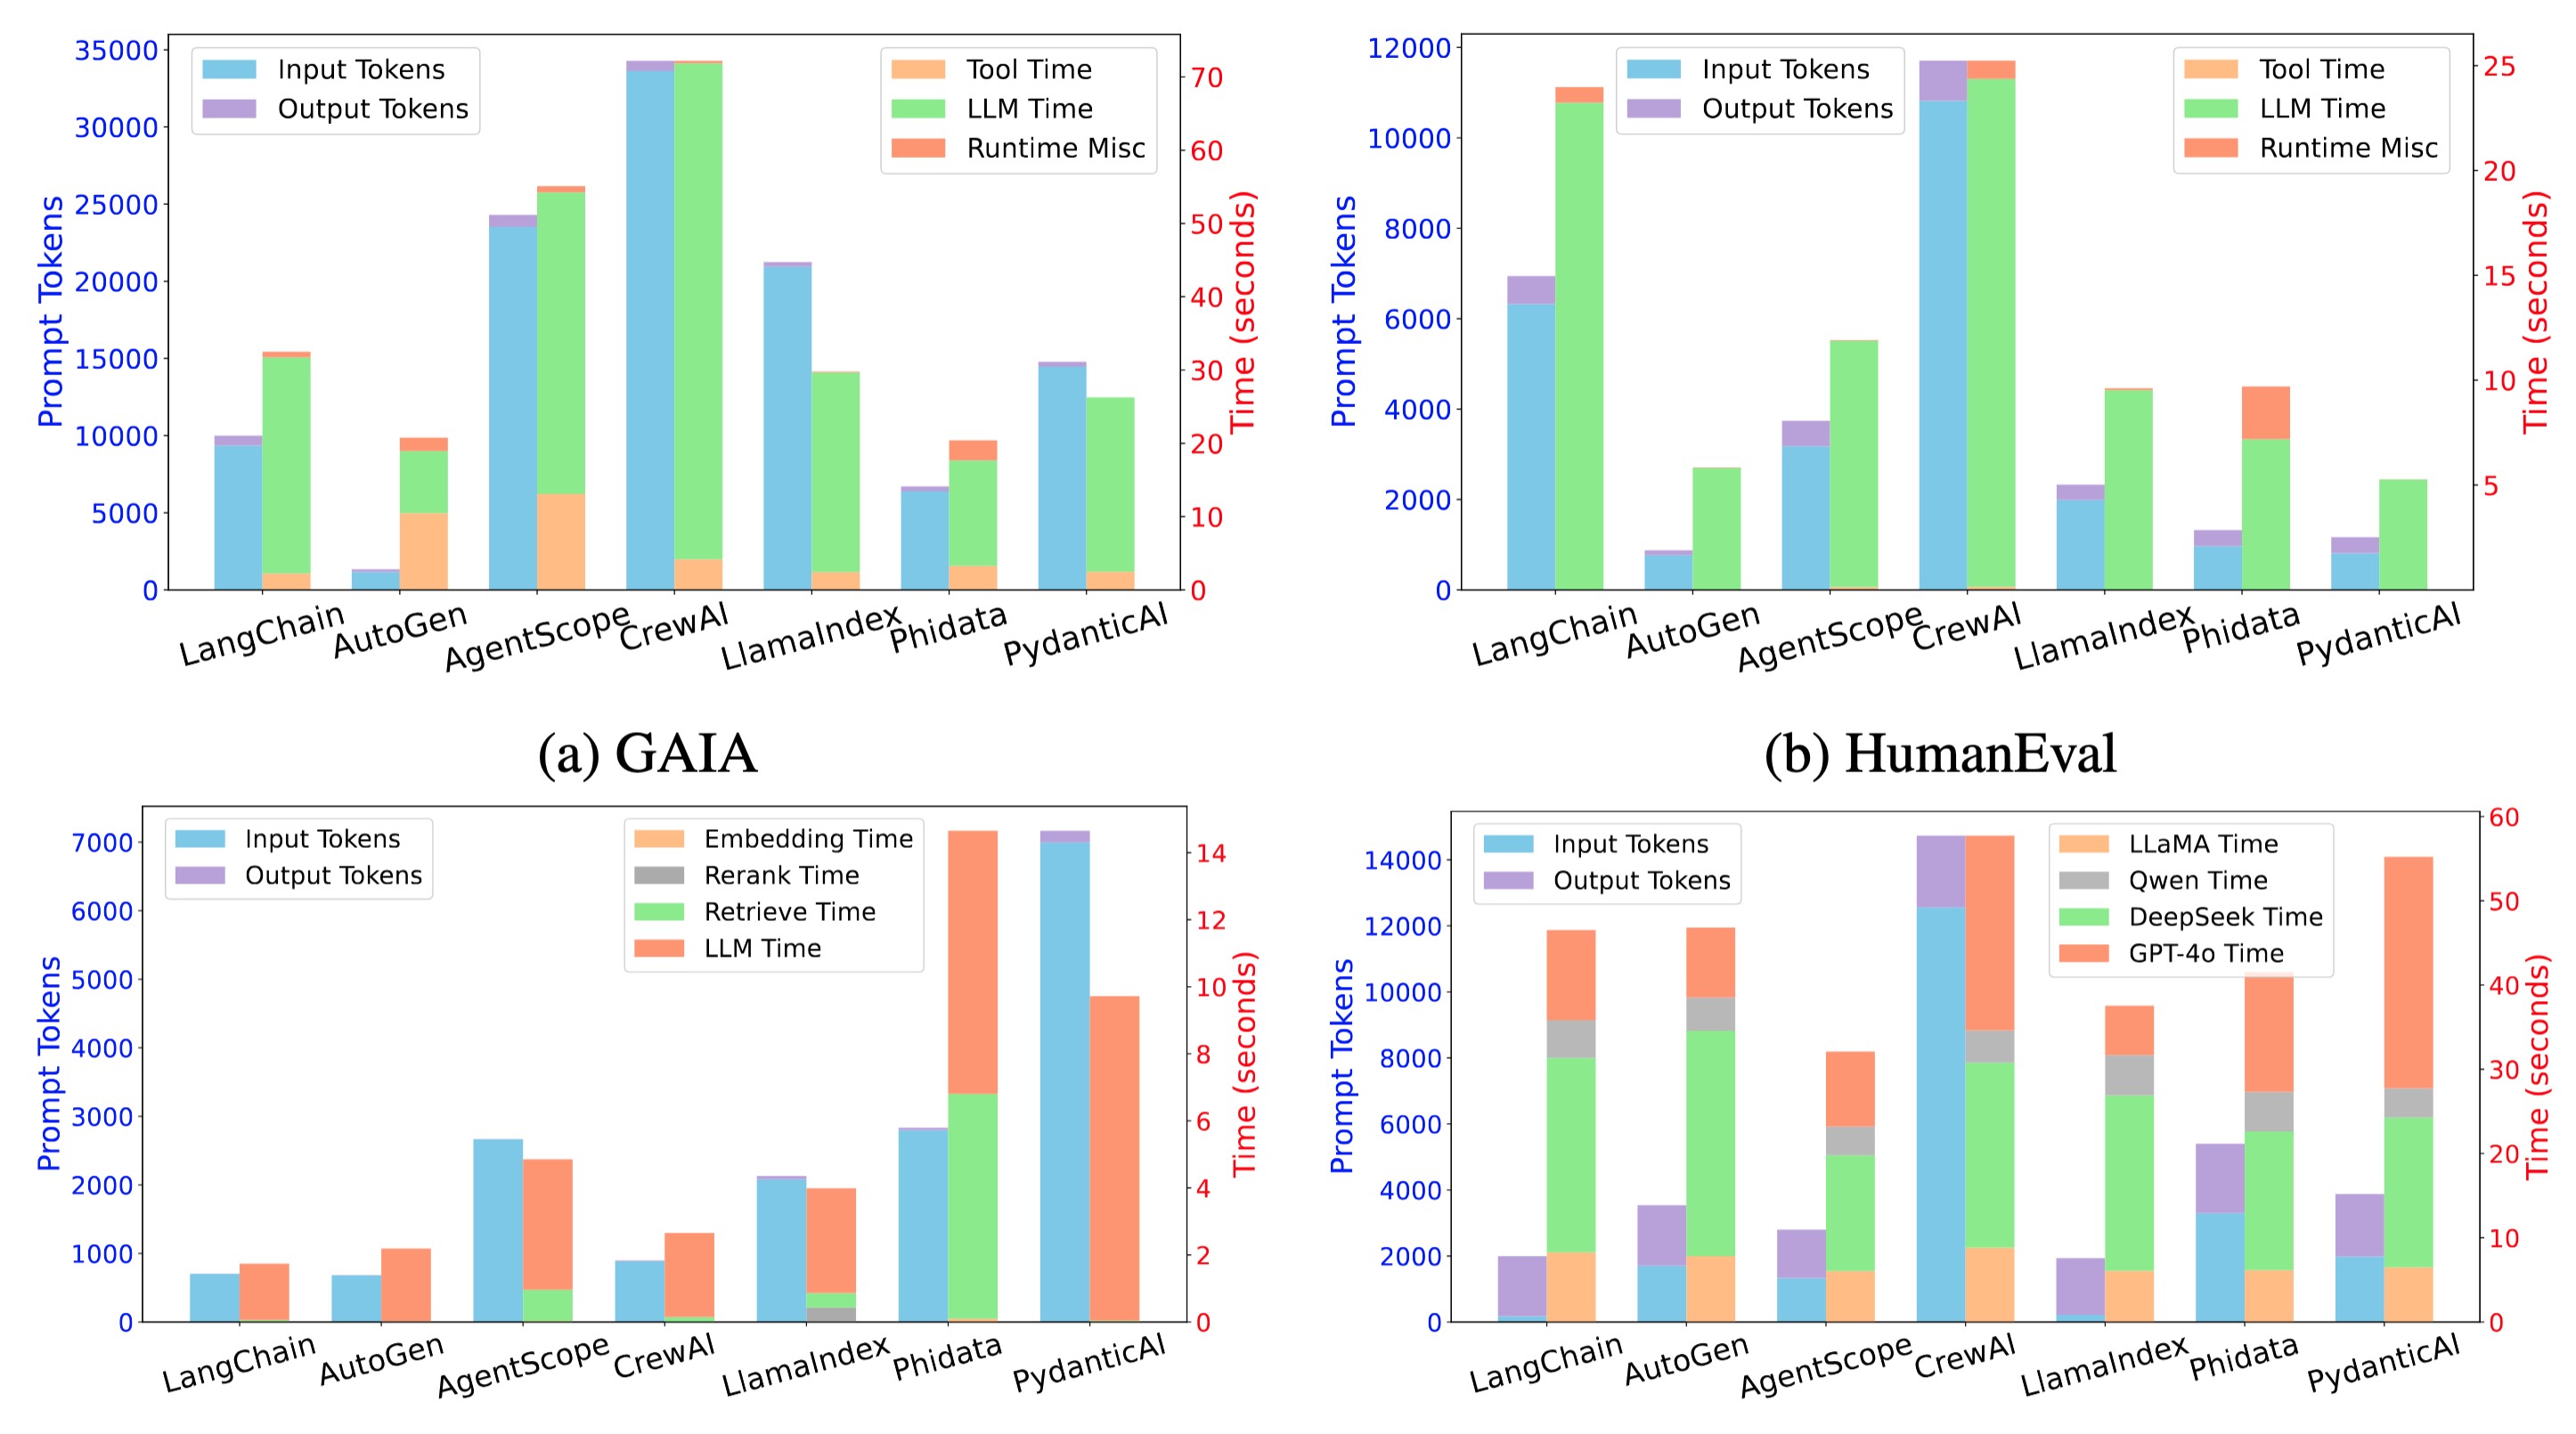 35000
30000
25000
20000
15000
10000
5000
0
Prompt Tokens
Input Tokens
Output Tokens
Tool Time
LLM Time
Runtime Misc
70
60
50
40
30
20
10
0
Time (seconds)
LangChain
AutoGen
AgentScope
CrewAI
LlamaIndex
Phidata
PydanticAI
(a) GAIA
12000
10000
8000
6000
4000
2000
0
Prompt Tokens
Input Tokens
Output Tokens
Tool Time
LLM Time
Runtime Misc
25
20
15
10
5
Time (seconds)
LangChain
AutoGen
AgentScope
CrewAI
LlamaIndex
Phidata
PydanticAI
(b) HumanEval
7000
6000
5000
4000
3000
2000
1000
0
Prompt Tokens
Input Tokens
Output Tokens
Embedding Time
Rerank Time
Retrieve Time
LLM Time
14
12
10
8
6
4
2
0
Time (seconds)
LangChain
AutoGen
AgentScope
CrewAI
LlamaIndex
Phidata
PydanticAI
14000
12000
10000
8000
6000
4000
2000
0
Prompt Tokens
Input Tokens
Output Tokens
LLaMA Time
Qwen Time
DeepSeek Time
GPT-4o Time
60
50
40
30
20
10
0
Time (seconds)
LangChain
AutoGen
AgentScope
CrewAI
LlamaIndex
Phidata
PydanticAI